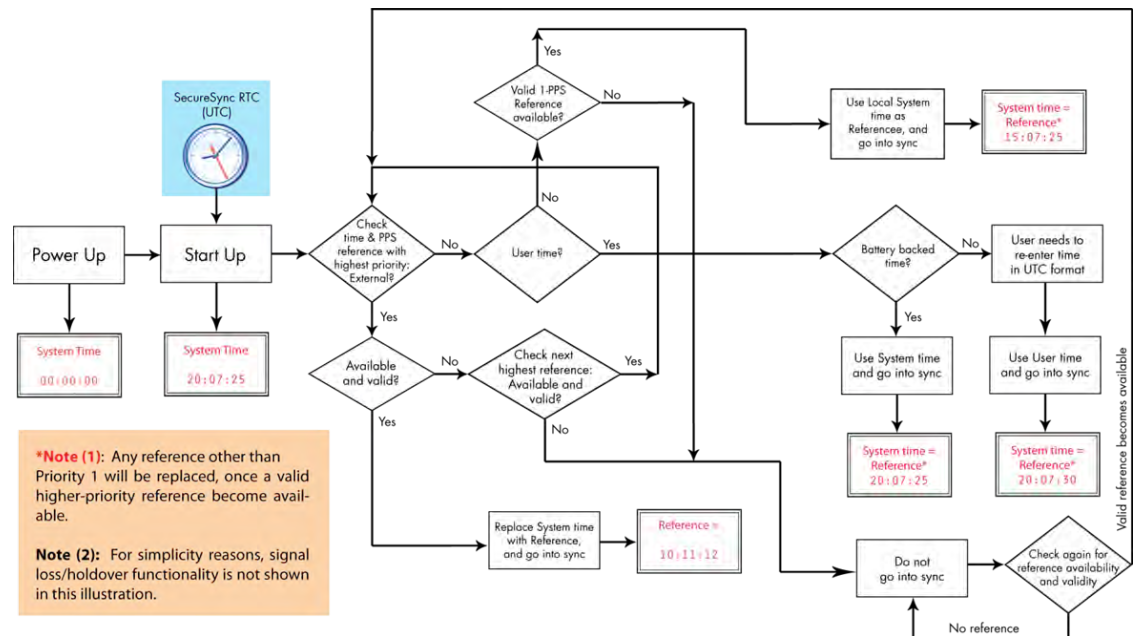 SecureSync RTC
(UTC)
Power Up
Start Up
System Time
00:00:00
System Time
20:07:25
Check
time & PPS
reference with
highest priority:
External?
No
Yes
User time?
No
Yes
Valid 1-PPS
Reference
available?
Yes
No
Use Local System
time as
Referencee, and
go into sync
System time =
Reference*
15:07:25
Battery backed
time?
No
Yes
User needs to
re-enter time
in UTC format
Use System time
and go into sync
Use User time
and go into sync
System time =
Reference*
20:07:25
System time =
Reference*
20:07:30
Available
and valid?
No
Yes
Check next
highest reference:
Available and
valid?
Yes
No
Replace System time
with Reference,
and go into sync
Reference =
10:11:12
Do not
go into sync
Check again for
reference availability
and validity
No reference
Valid reference becomes available
*Note (1): Any reference other than
Priority 1 will be replaced, once a valid
higher-priority reference become avail-
able.
Note (2): For simplicity reasons, signal
loss/holdover functionality is not shown
in this illustration.